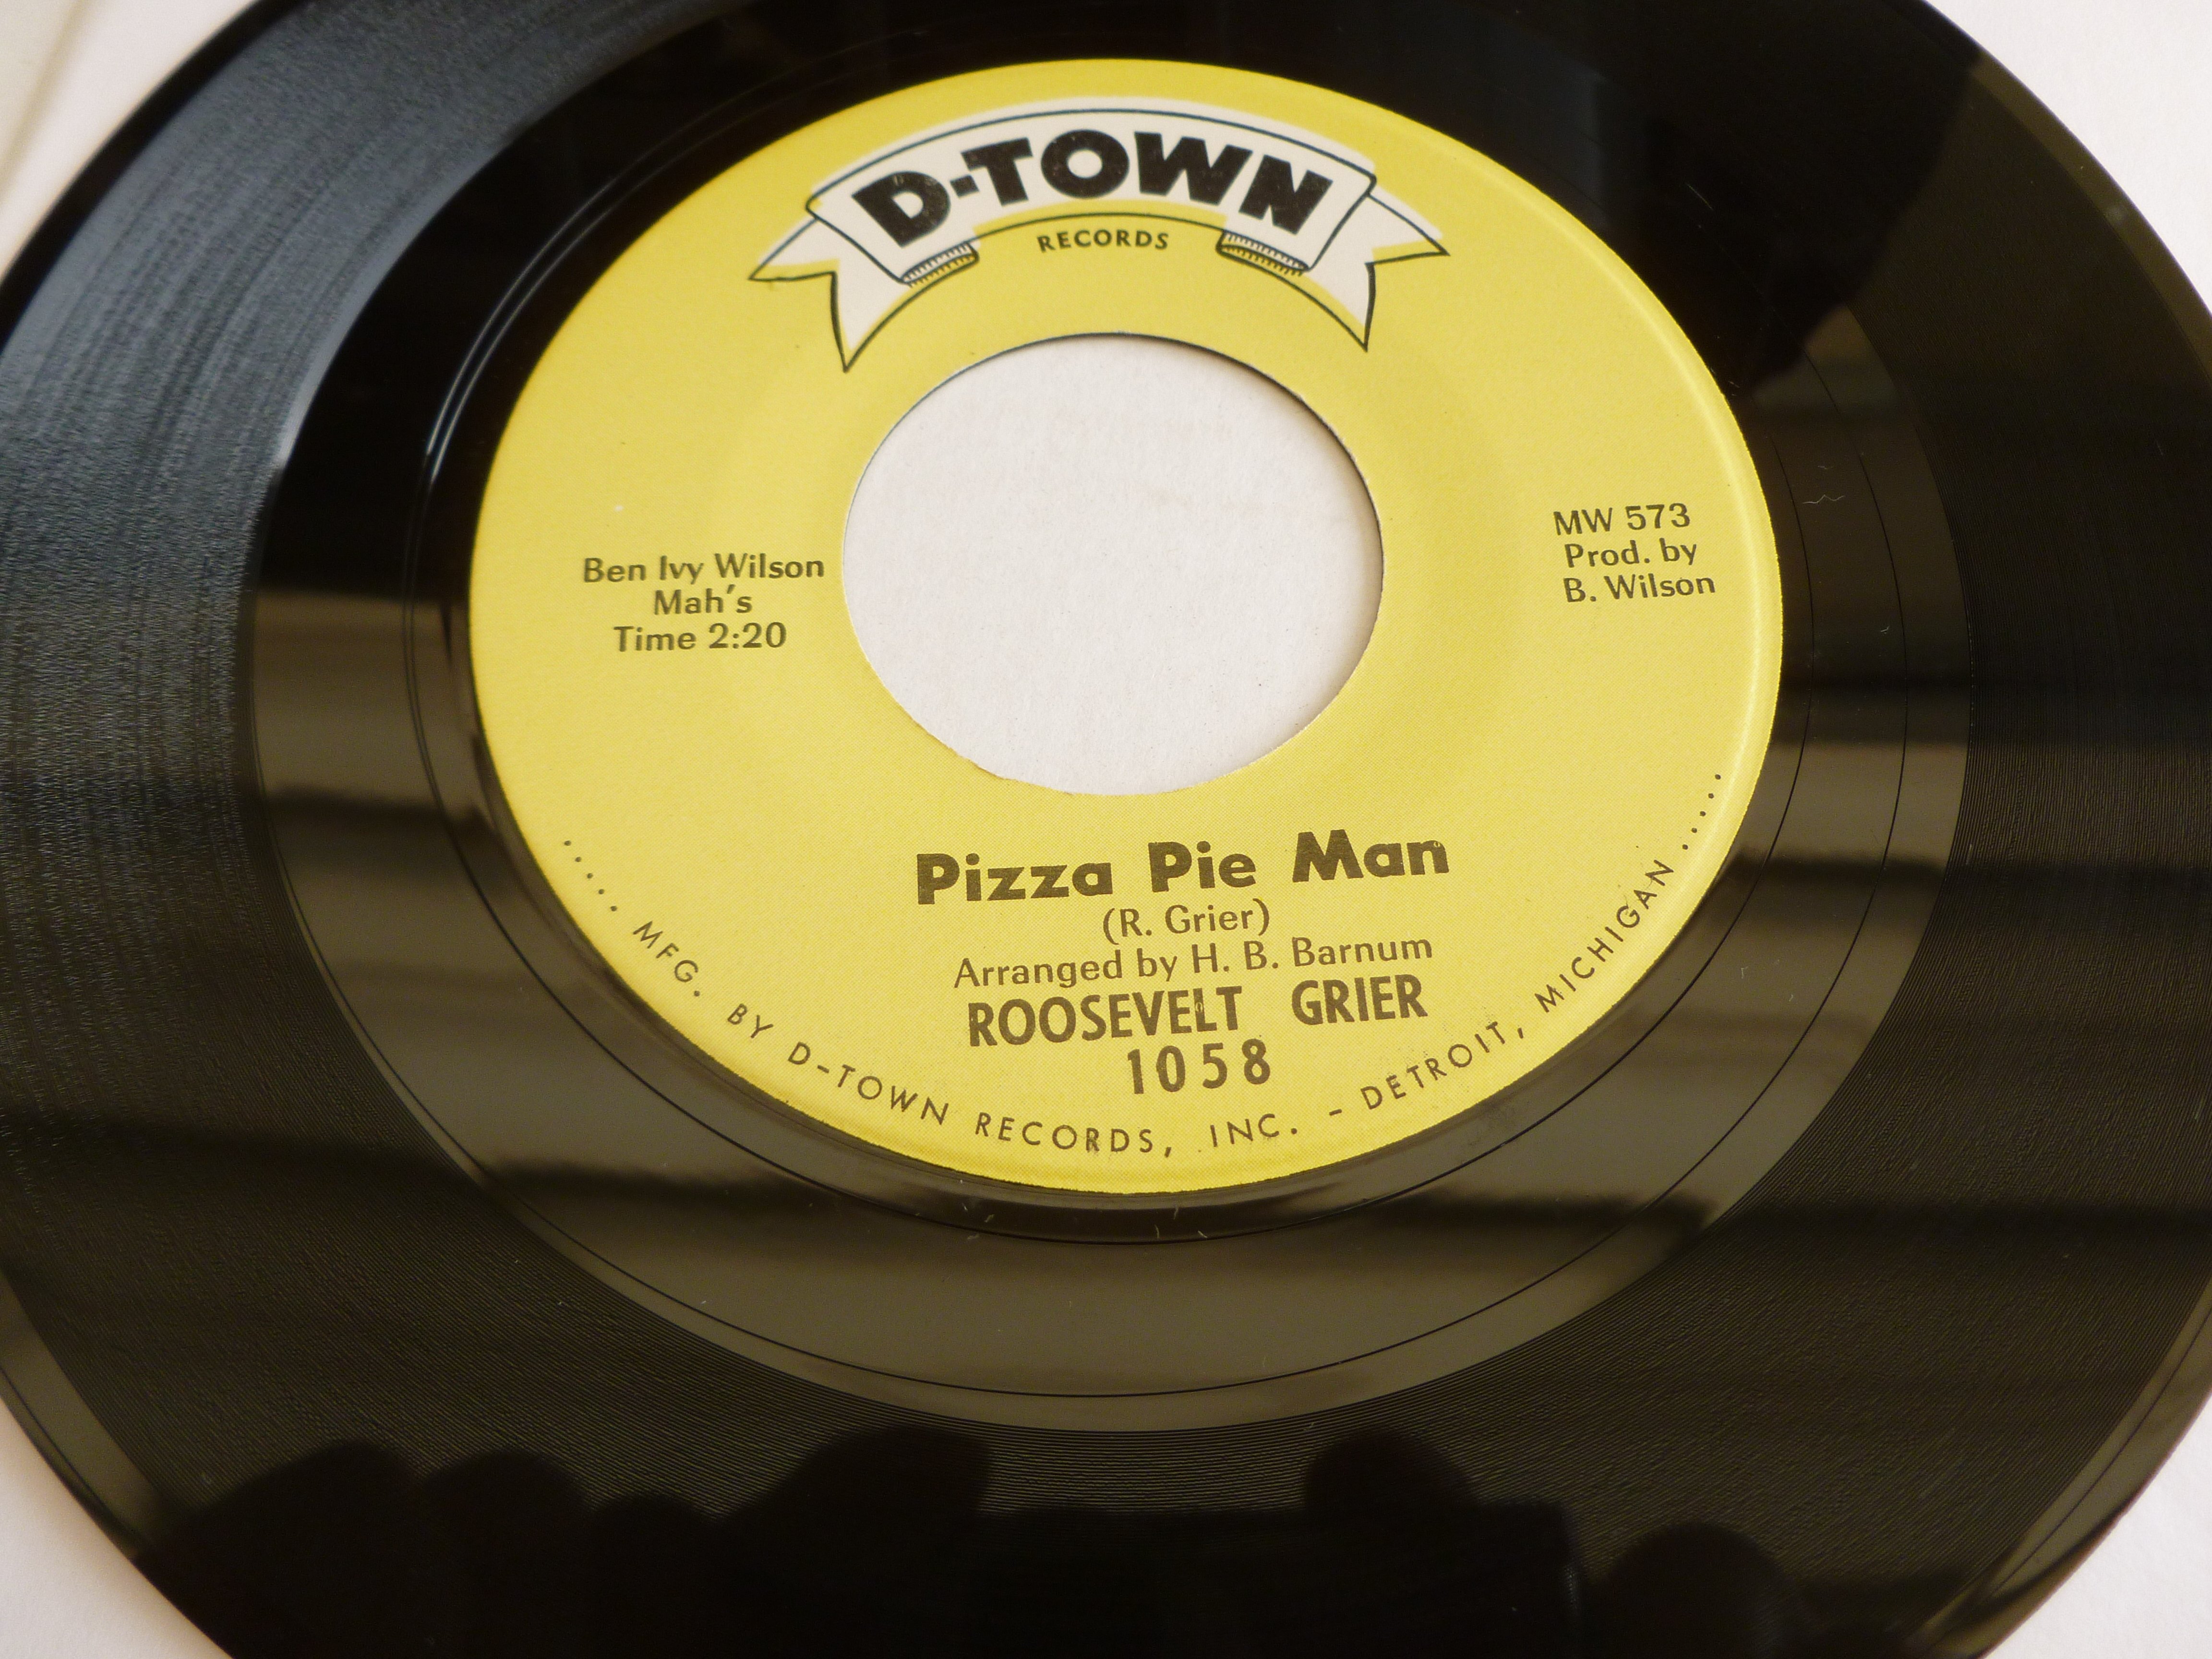 D-TOWN
RECORDS
Ben Ivy Wilson
Mah's
Time 2:20
MW 573
Prod. by
B. Wilson
Pizza Pie Man
(R. Grier)
Arranged by H. B. Barnum
ROOSEVELT GRIER
1058
..... MFG. BY D-TOWN RECORDS, INC. - DETROIT, MICHIGAN .....